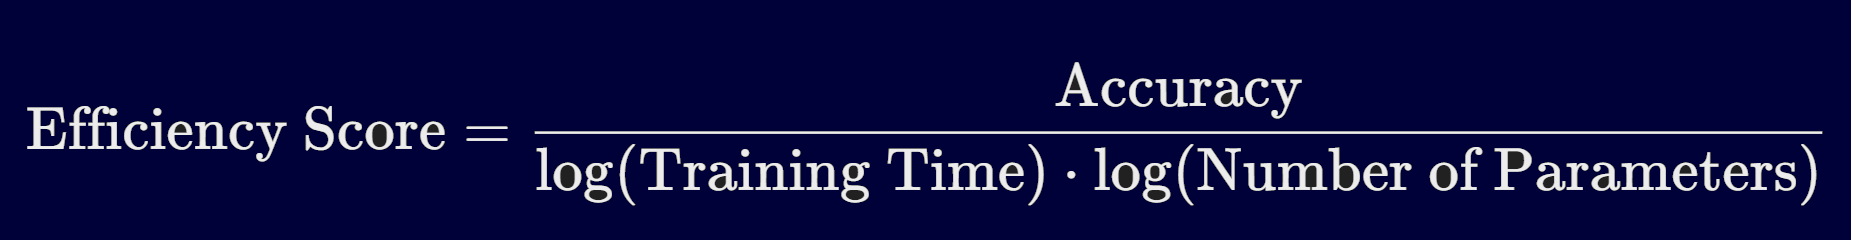 Efficiency Score = Accuracy / log(Training Time) · log(Number of Parameters)